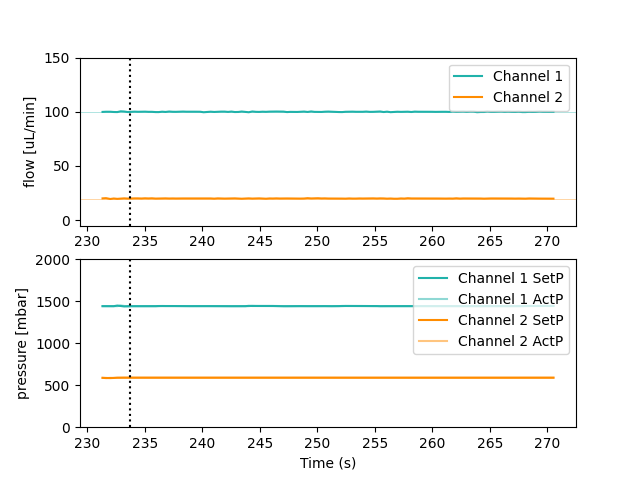 150
100
50
0
flow [uL/min]
Channel 1
Channel 2
230 235 240 245 250 255 260 265 270
2000
1500
1000
500
0
pressure [mbar]
Channel 1 SetP
Channel 1 ActP
Channel 2 SetP
Channel 2 ActP
230 235 240 245 250 255 260 265 270
Time (s)